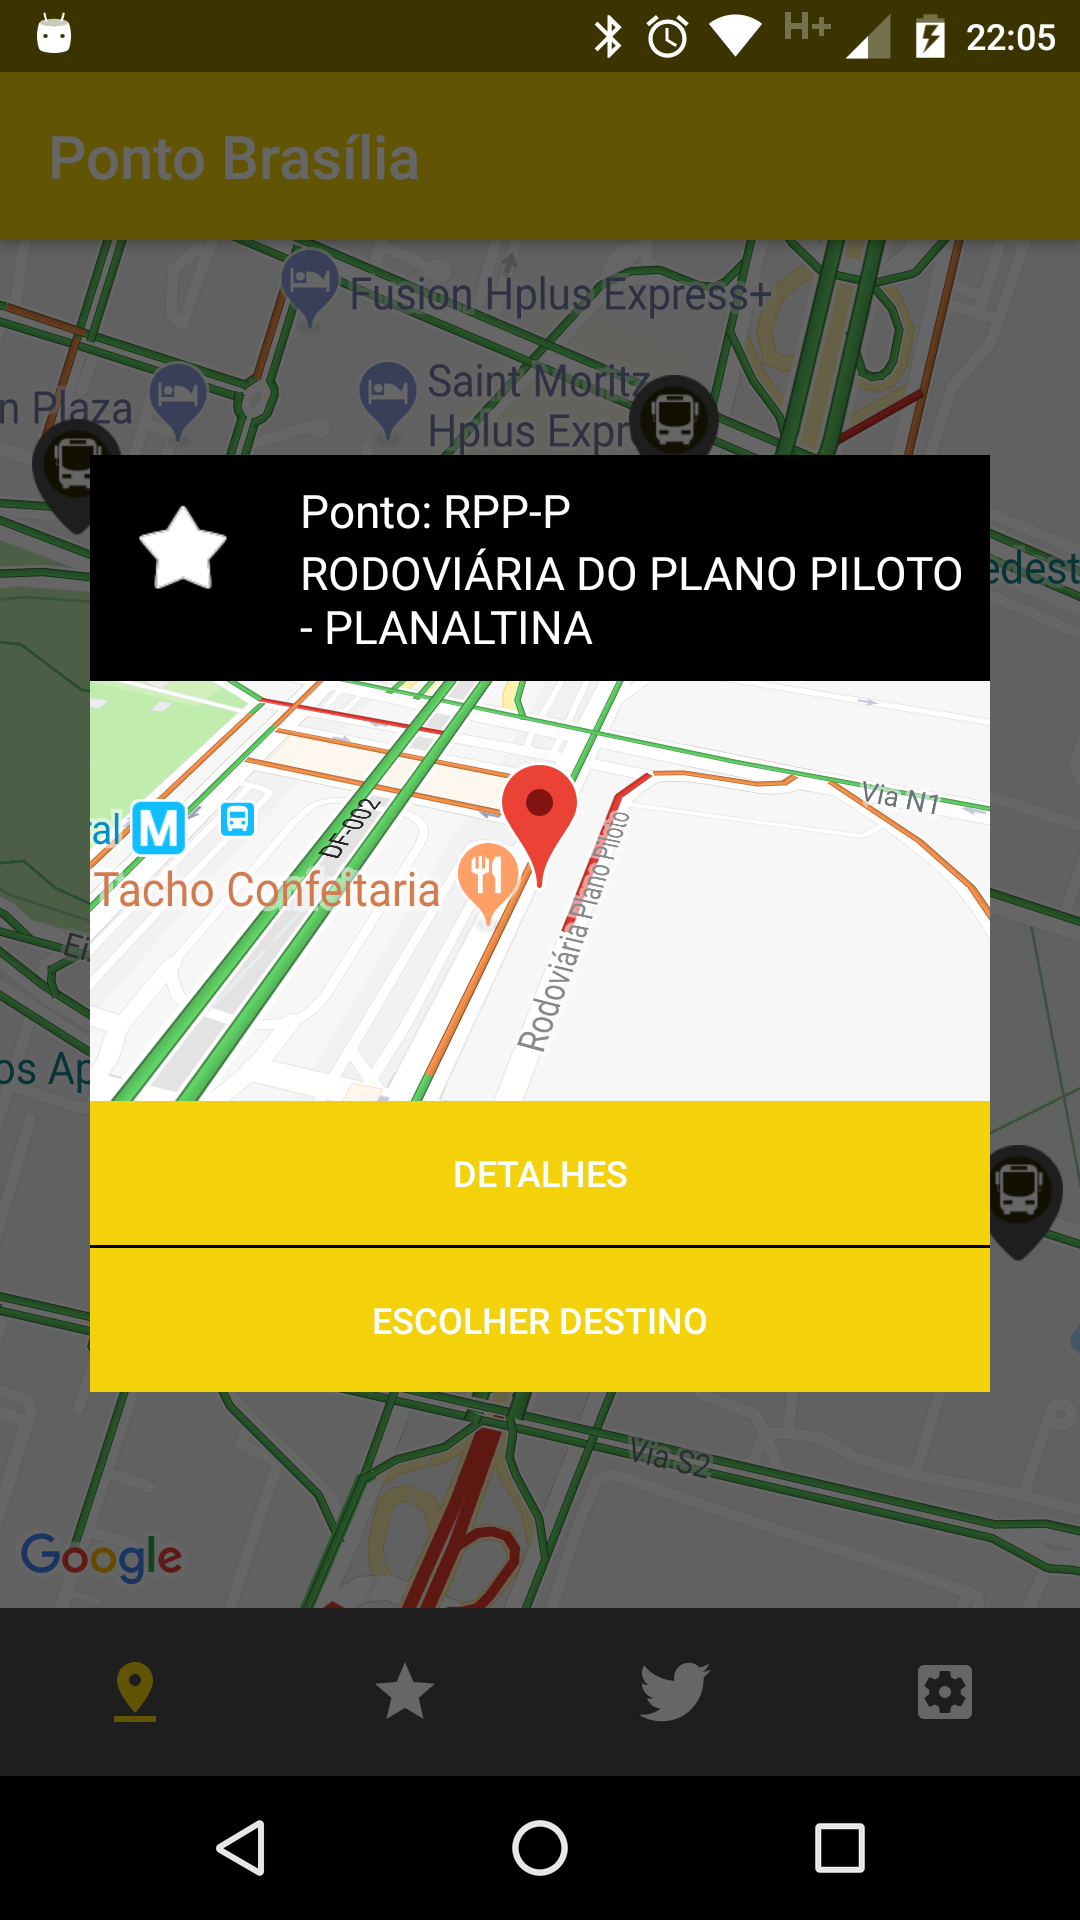 H+ 22:05
Ponto Brasília
Fusion Hplus Express+
Saint Moritz
n Plaza
Hplus Expr
Ponto: RPP-P
RODOVIÁRIA DO PLANO PILOTO
- PLANALTINA
edest
Via N1
DF-002
ral M
Tacho Confeitaria
Rodoviária Plano Piloto
Ei
os Ap
DETALHES
ESCOLHER DESTINO
Via S2
Google